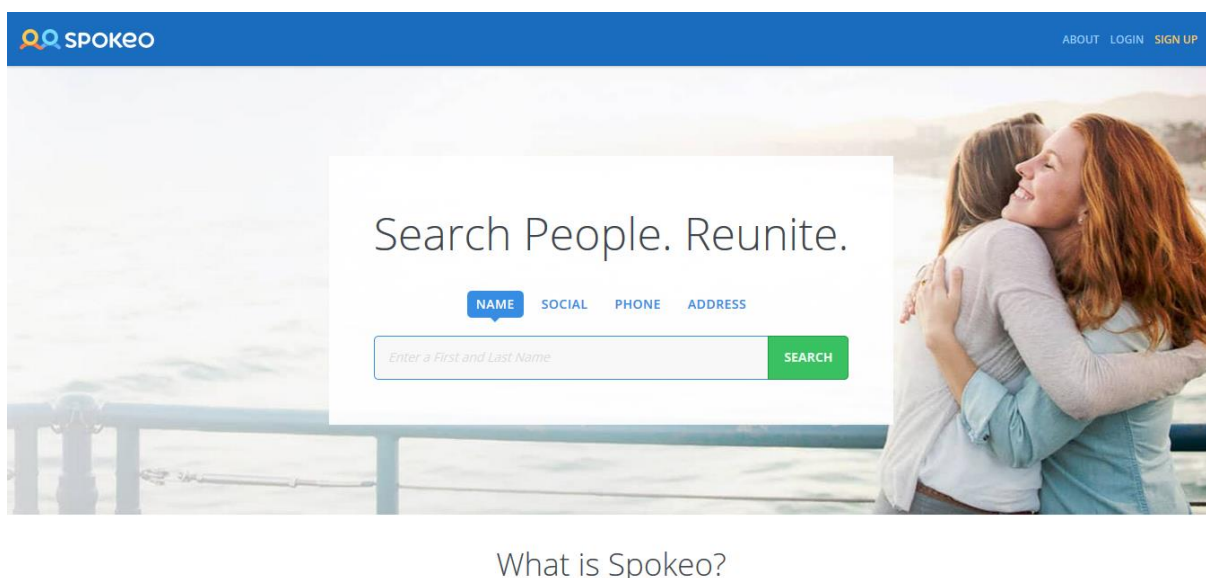 SPOKEO
ABOUT LOGIN SIGN UP
Search People. Reunite.
NAME SOCIAL PHONE ADDRESS
Enter a First and Last Name SEARCH
What is Spokeo?